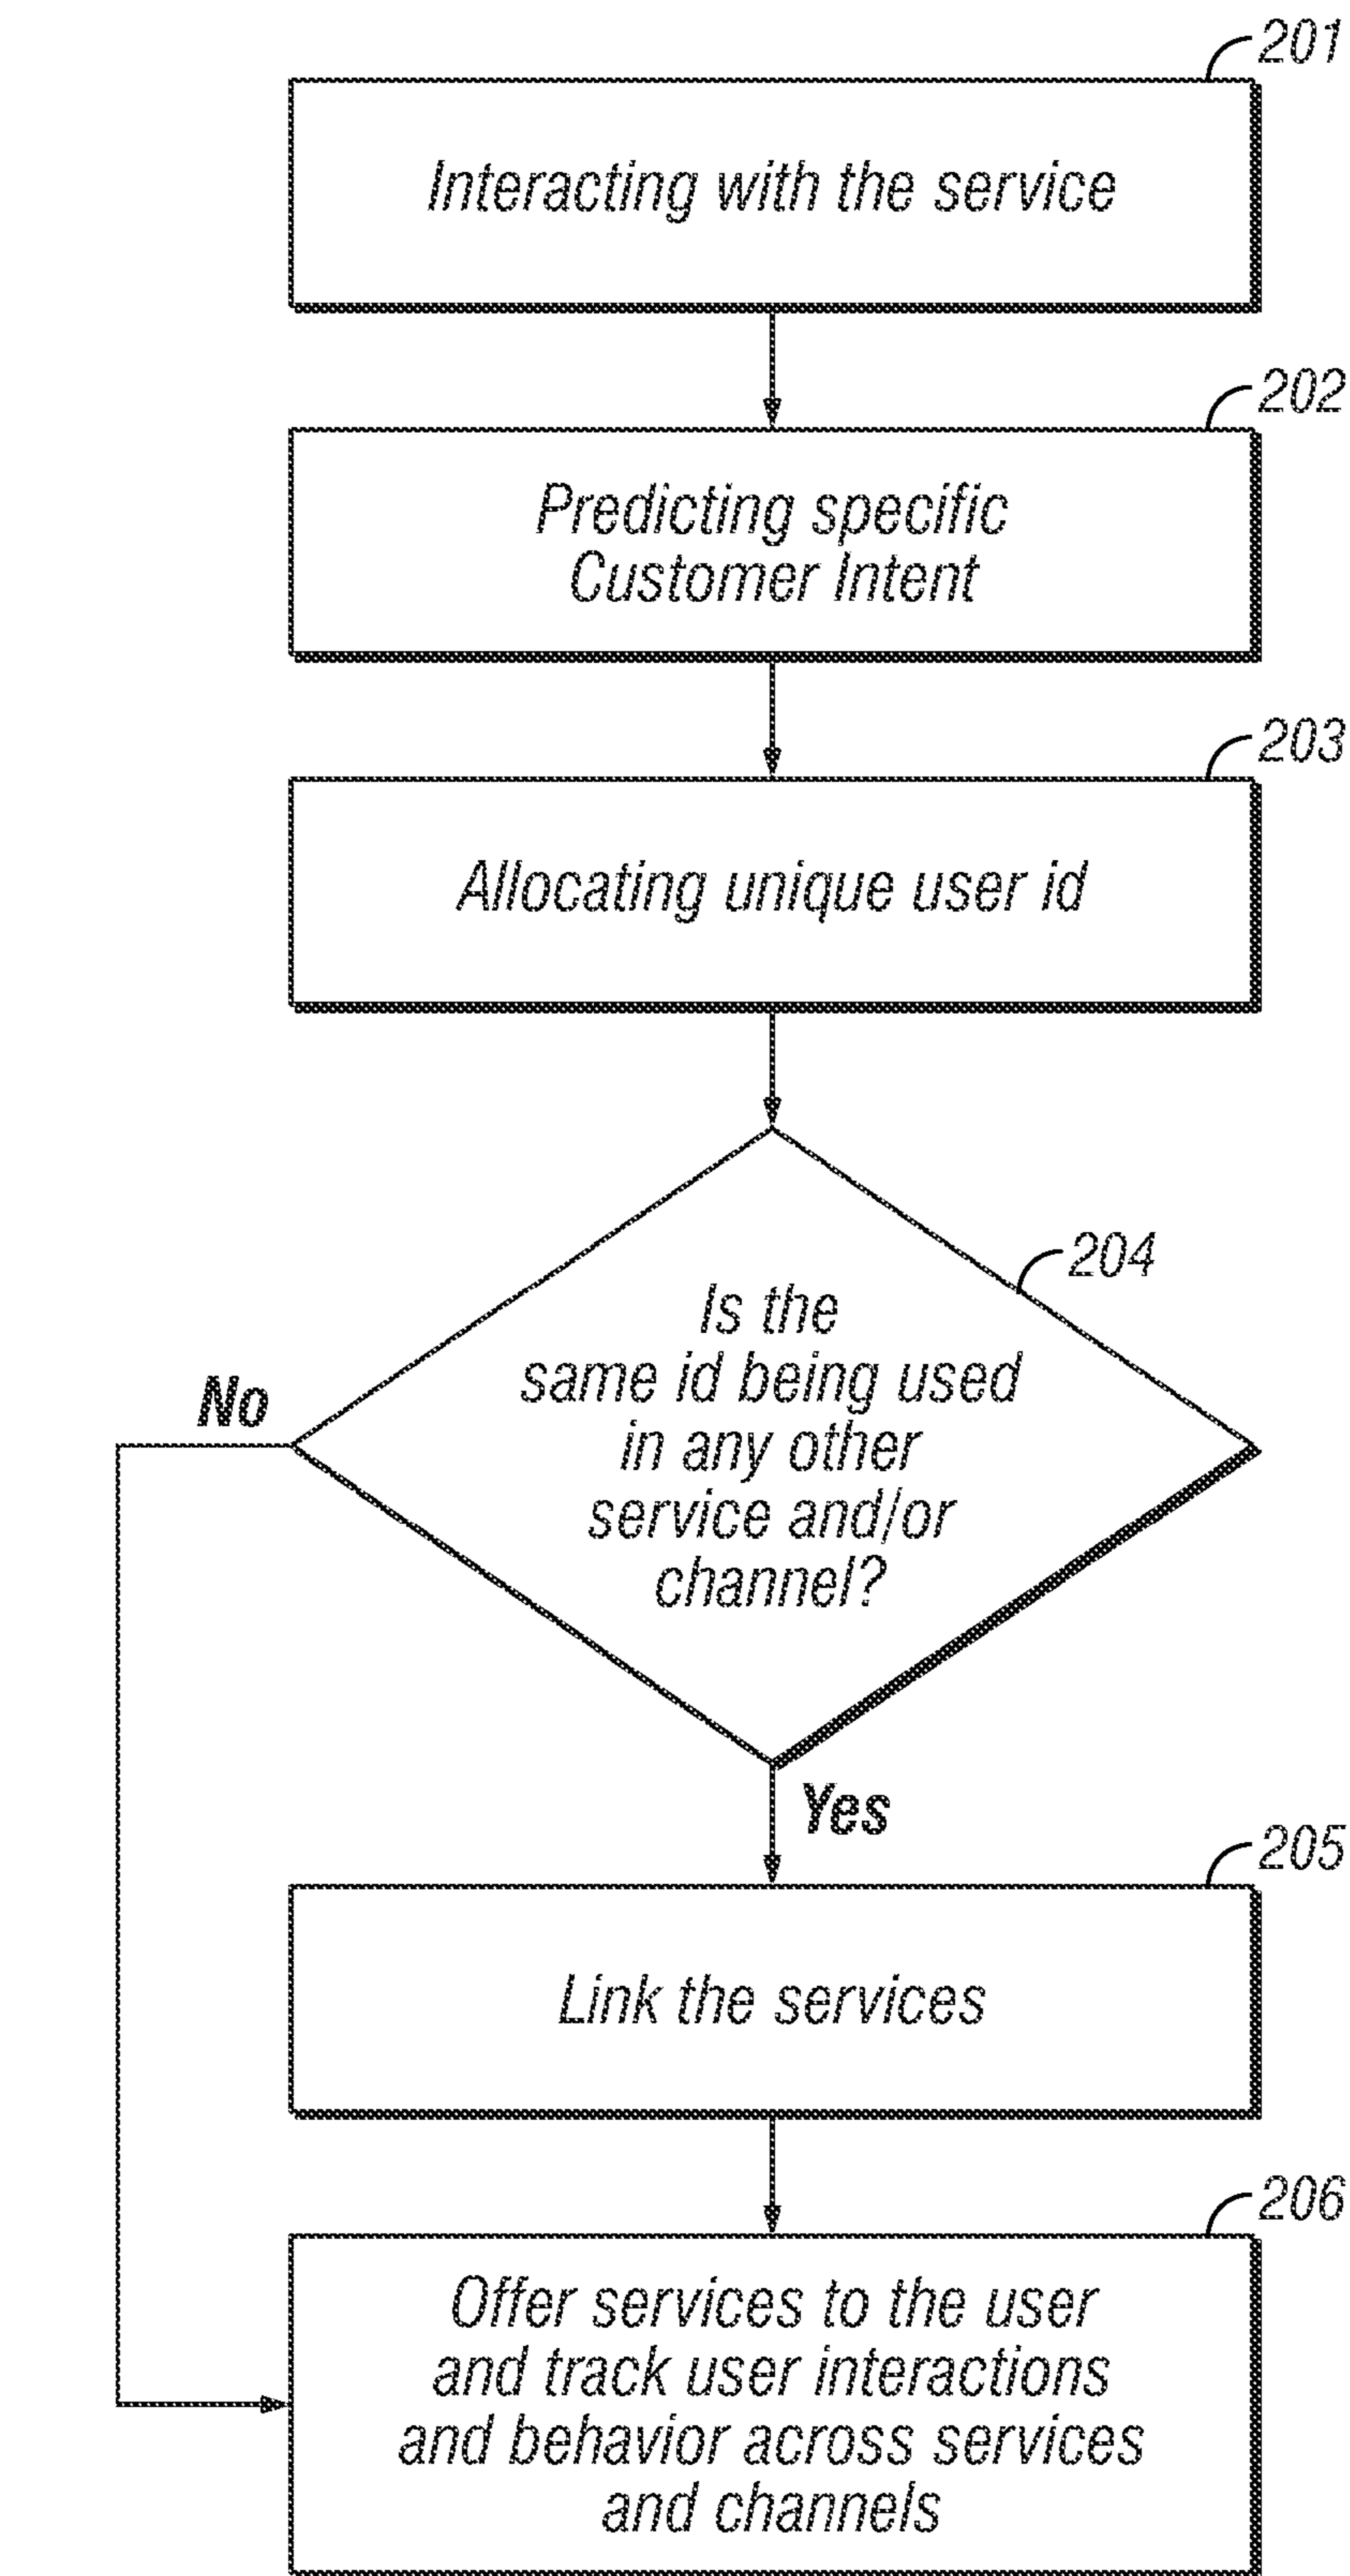 201
Interacting with the service
202
Predicting specific
Customer Intent
203
Allocating unique user id
204
Is the
same id being used
in any other
service and/or
channel?
No
Yes
205
Link the services
206
Offer services to the user
and track user interactions
and behavior across services
and channels